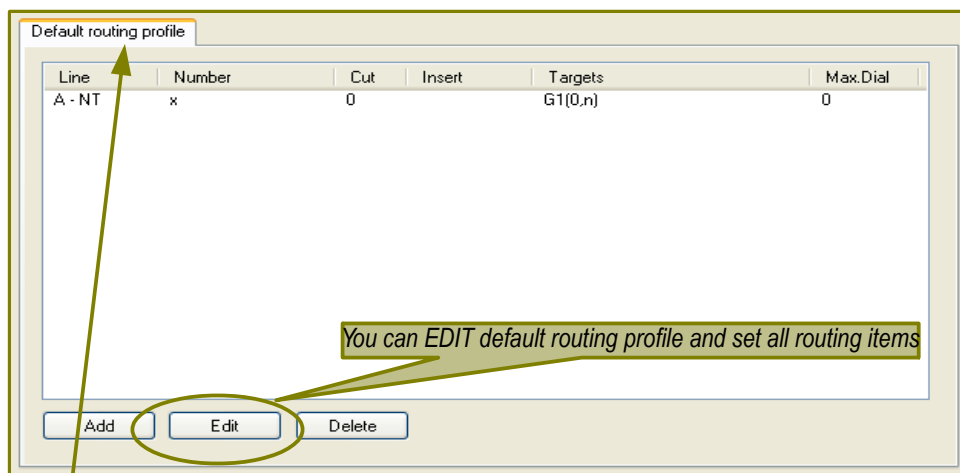 Default routing profile
Line Number Cut Insert Targets Max.Dial
A - NT x 0 G1(0,n) 0
You can EDIT default routing profile and set all routing items
Add Edit Delete